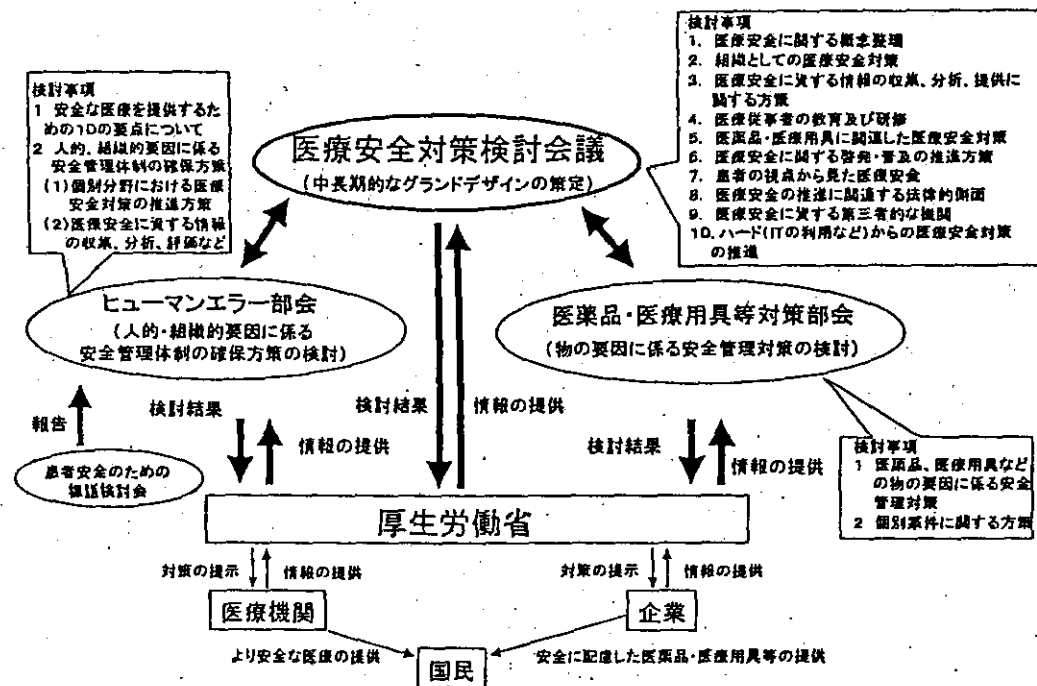 検討事項
1 安全な医療を提供するた
めの10の要点について
2 人的、組織的要因に係る
安全管理体制の確保方策
(1)個別分野における医療
安全対策の推進方策
(2)医療安全に資する情報
の収集、分析、評価など
検討事項
1. 医療安全に関する概念整理
2. 組織としての医療安全対策
3. 医療安全に資する情報の収集、分析、提供に
関する方策
4 医療従事者の教育及び研修
5 医薬品・医療用具に関連した医療安全対策
6 医療安全に関する啓発・普及の推進方策
7 患者の視点から見た医療安全
8 医療安全の推進に関連する法律的側面
9 医療安全に資する第三者的な機関
10.ハード(ITの利用など)からの医療安全対策
の推進
医療安全対策検討会議
(中長期的なグランドデザインの策定)
ヒューマンエラー部会
(人的・組織的要因に係る
安全管理体制の確保方策の検討)
医薬品・医療用具等対策部会
(物の要因に係る安全管理対策の検討)
報告
検討結果
情報の提供
検討結果
情報の提供
検討結果
情報の提供
患者安全のための
検討会
検討事項
1 医薬品、医療用具など
の物の要因に係る安全
管理対策
2 個別案件に関する方策
厚生労働省
対策の提示
情報の提供
対策の提示
情報の提供
医療機関
企業
より安全な医療の提供
安全に配慮した医薬品・医療用具等の提供
国民